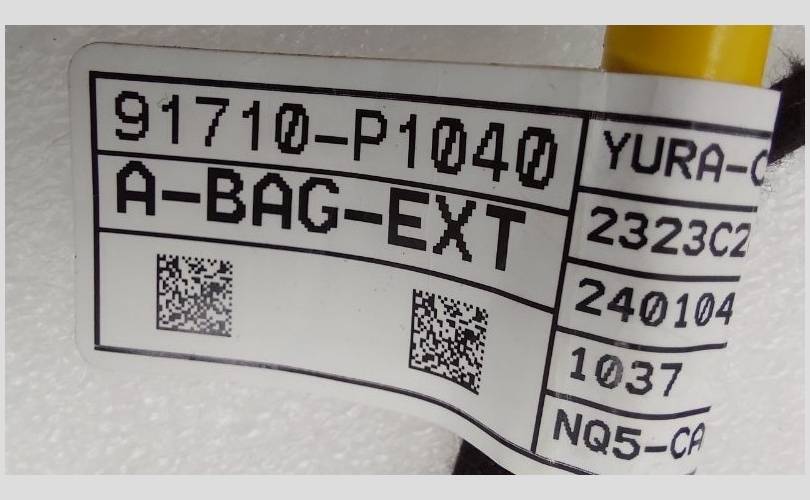 91710-P1040
A-BAG-EXT
YURA-
2323C2
240104
1037
NQ5-CA